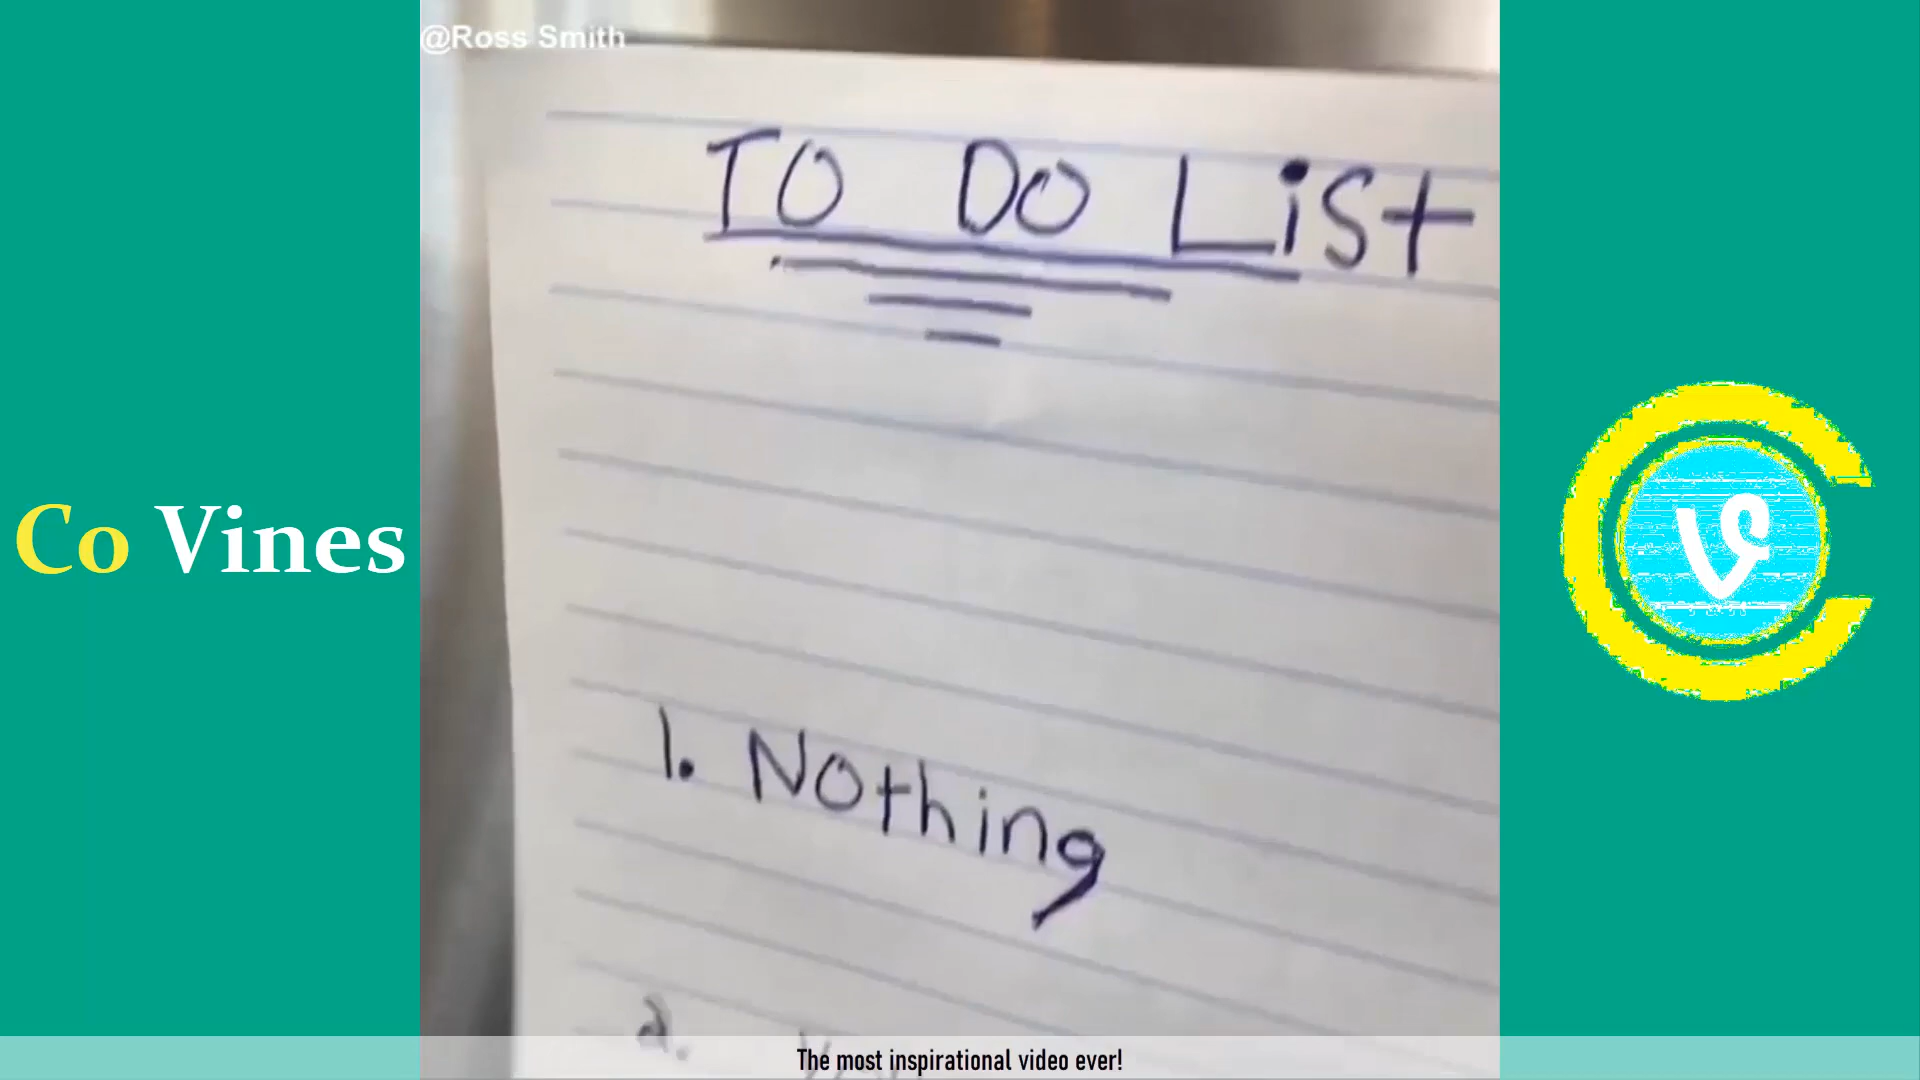 @Ross Smith
TO DO List
1. Nothing
Co Vines
2.
The most inspirational video ever!